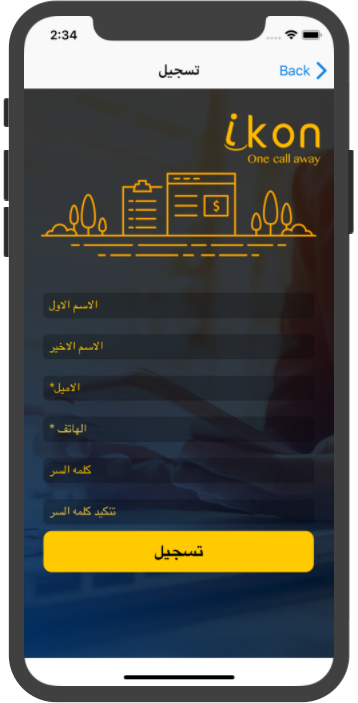 2:34
تسجيل
Back
ikon
One call away
$
الاسم الاول
الاسم الاخير
الاميل*
الهاتف *
كلمه السر
تتكيد كلمه السر
تسجيل